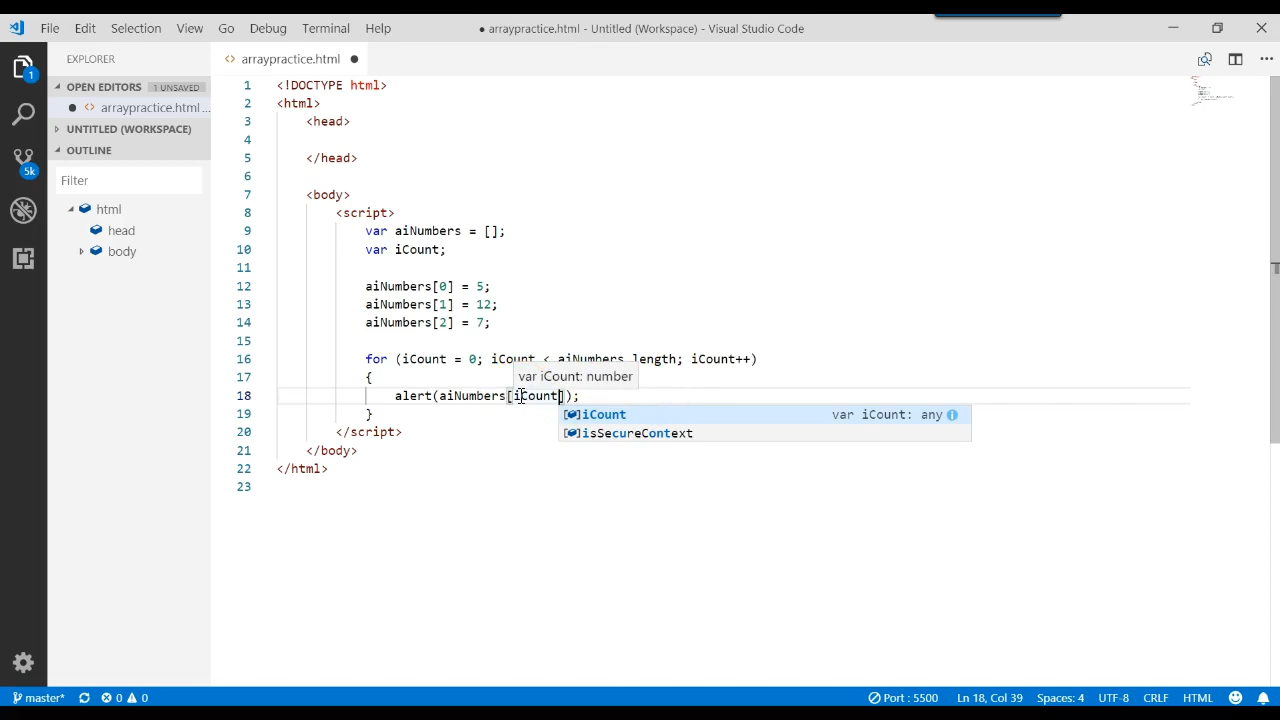 File Edit Selection View Go Debug Terminal Help ● arraypractice.html - Untitled (Workspace) - Visual Studio Code
EXPLORER
arraypractice.html
OPEN EDITORS 1 UNSAVED
arraypractice.html ...
UNTITLED (WORKSPACE)
OUTLINE
Filter
html
head
body
1
5k
1 <!DOCTYPE html>
2 <html>
3 <head>
4
5 </head>
6
7 <body>
8 <script>
9 var aiNumbers = [];
10 var iCount;
11
12 aiNumbers[0] = 5;
13 aiNumbers[1] = 12;
14 aiNumbers[2] = 7;
15
16 for (iCount = 0; iCount < aiNumbers.length; iCount++)
var iCount: number
17 {
18 alert(aiNumbers[iCount]);
iCount var iCount: any
isSecureContext
19 }
20 </script>
21 </body>
22 </html>
23
master* 0 0 Port : 5500 Ln 18, Col 39 Spaces: 4 UTF-8 CRLF HTML